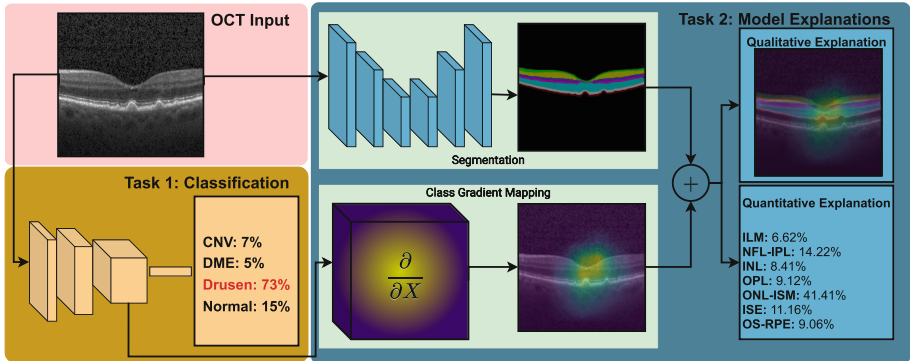 OCT Input
Task 2: Model Explanations
Segmentation
Qualitative Explanation
Task 1: Classification
CNV: 7%
DME: 5%
Drusen: 73%
Normal: 15%
Class Gradient Mapping
∂
∂X
+
Quantitative Explanation
ILM: 6.62%
NFL-IPL: 14.22%
INL: 8.41%
OPL: 9.12%
ONL-ISM: 41.41%
ISE: 11.16%
OS-RPE: 9.06%